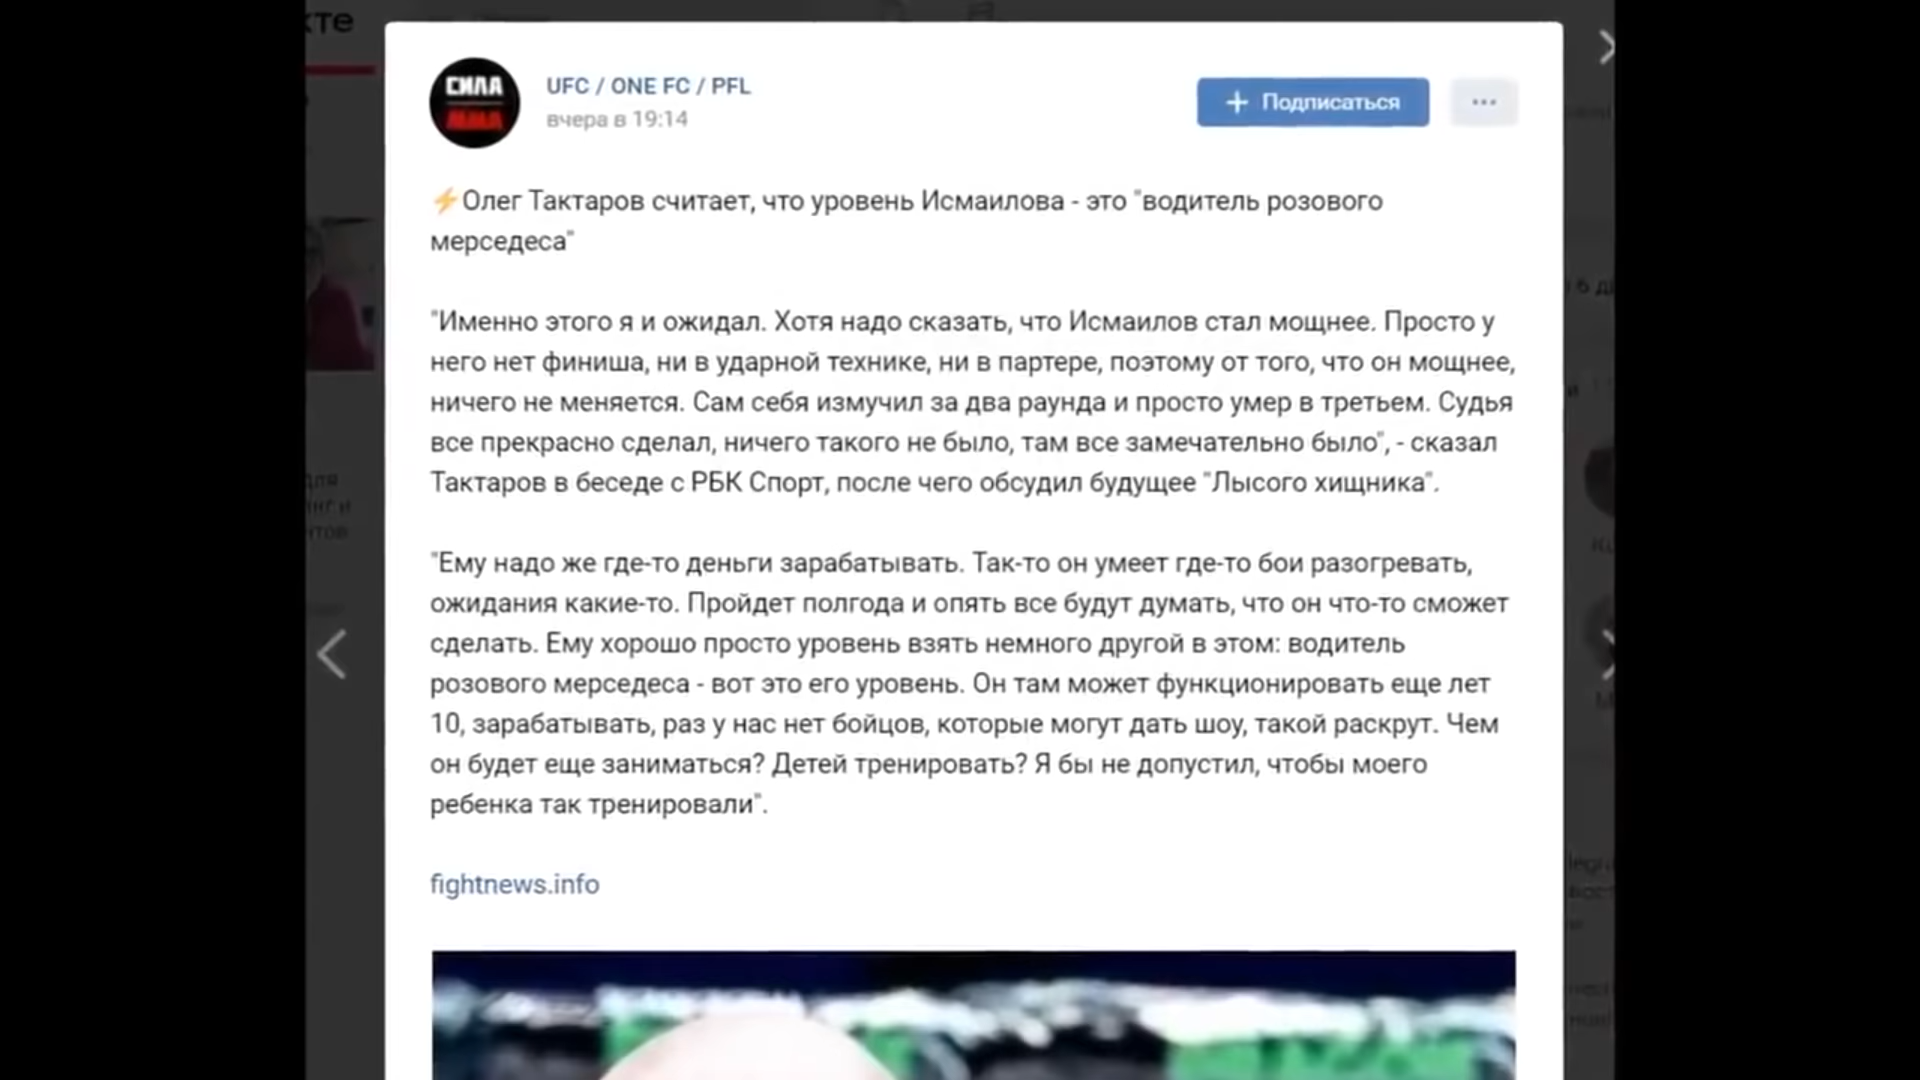 кте
СИЛА
ММА
UFC / ONE FC / PFL
вчера в 19:14
+ Подписаться
⚡Олег Тактаров считает, что уровень Исмаилова - это "водитель розового
мерседеса"
"Именно этого я и ожидал. Хотя надо сказать, что Исмаилов стал мощнее. Просто у
него нет финиша, ни в ударной технике, ни в партере, поэтому от того, что он мощнее,
ничего не меняется. Сам себя измучил за два раунда и просто умер в третьем. Судья
все прекрасно сделал, ничего такого не было, там все замечательно было", - сказал
Тактаров в беседе с РБК Спорт, после чего обсудил будущее "Лысого хищника".
"Ему надо же где-то деньги зарабатывать. Так-то он умеет где-то бои разогревать,
ожидания какие-то. Пройдет полгода и опять все будут думать, что он что-то сможет
сделать. Ему хорошо просто уровень взять немного другой в этом: водитель
розового мерседеса - вот это его уровень. Он там может функционировать еще лет
10, зарабатывать, раз у нас нет бойцов, которые могут дать шоу, такой раскрут. Чем
он будет еще заниматься? Детей тренировать? Я бы не допустил, чтобы моего
ребенка так тренировали".
fightnews.info